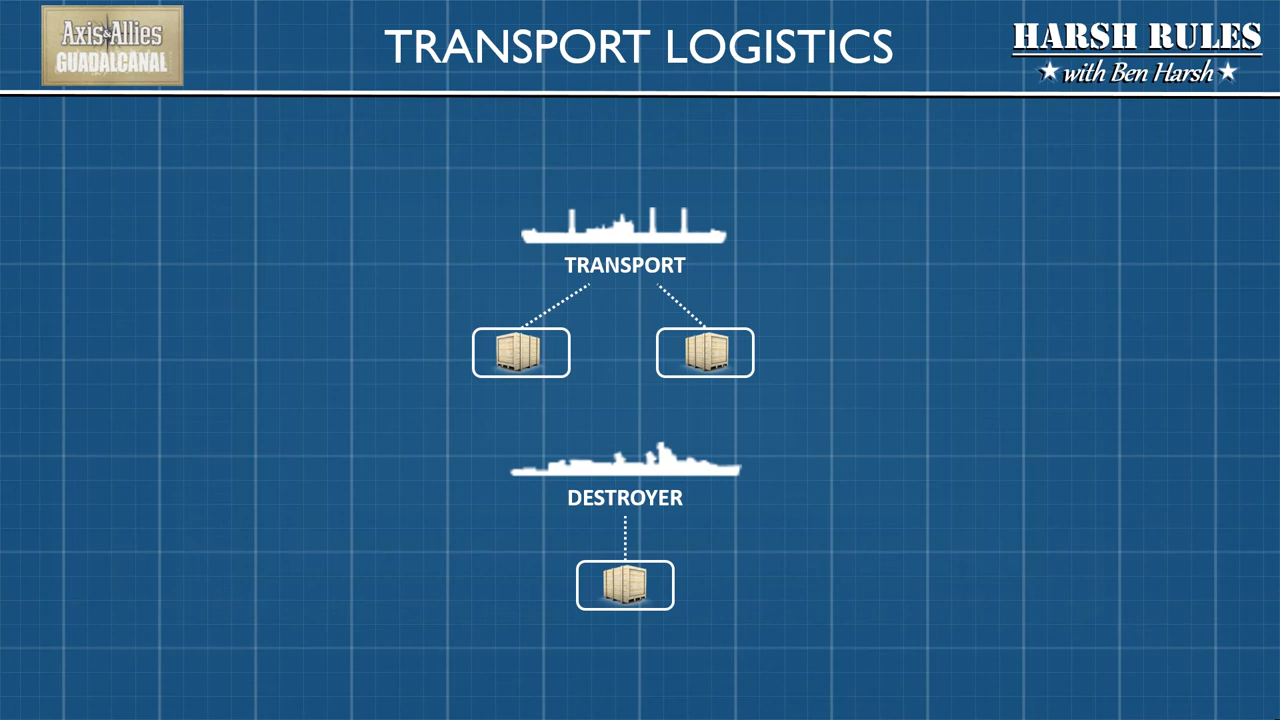 Axis & Allies
GUADALCANAL
TRANSPORT LOGISTICS
HARSH RULES
with Ben Harsh
TRANSPORT
DESTROYER